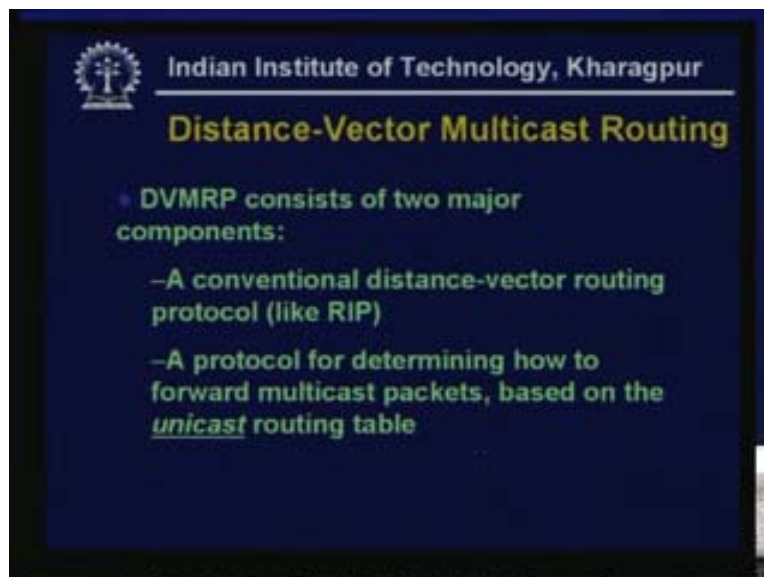 Indian Institute of Technology, Kharagpur
Distance-Vector Multicast Routing
• DVMRP consists of two major
components:
–A conventional distance-vector routing
protocol (like RIP)
–A protocol for determining how to
forward multicast packets, based on the
unicast routing table